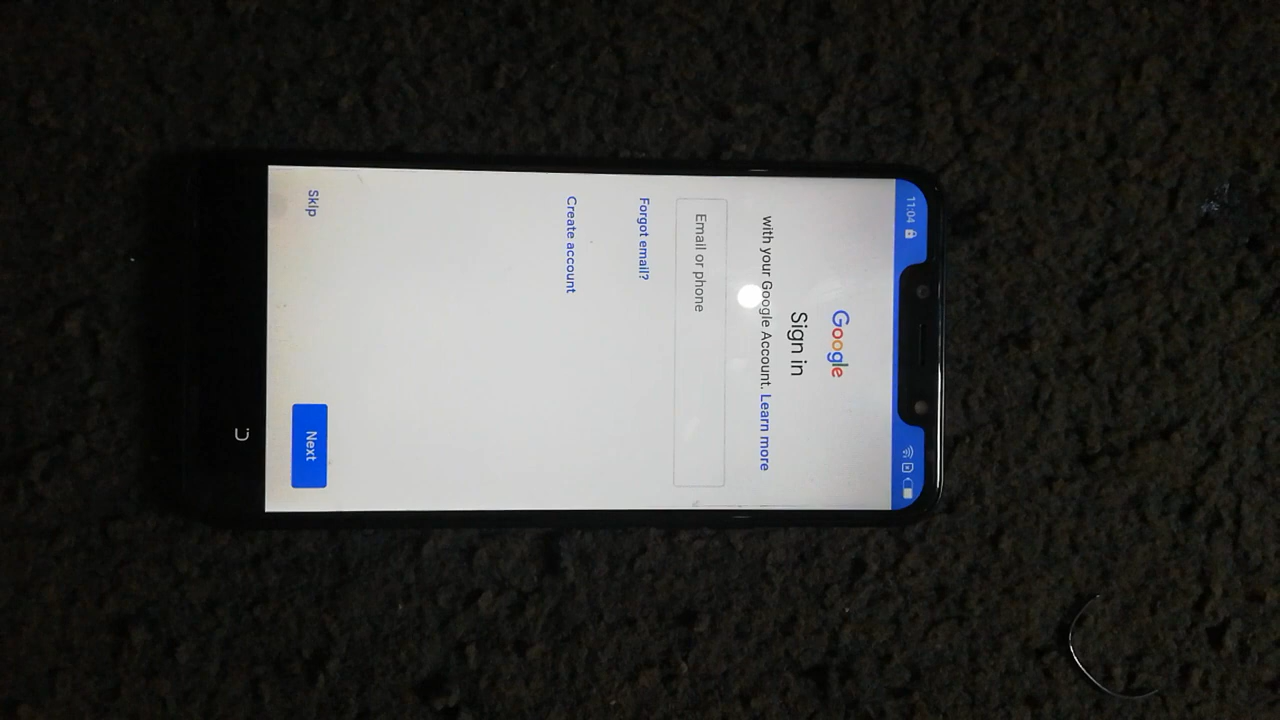 11:04
Google
Sign in
with your Google Account. Learn more
Email or phone
Forgot email?
Create account
Skip
Next